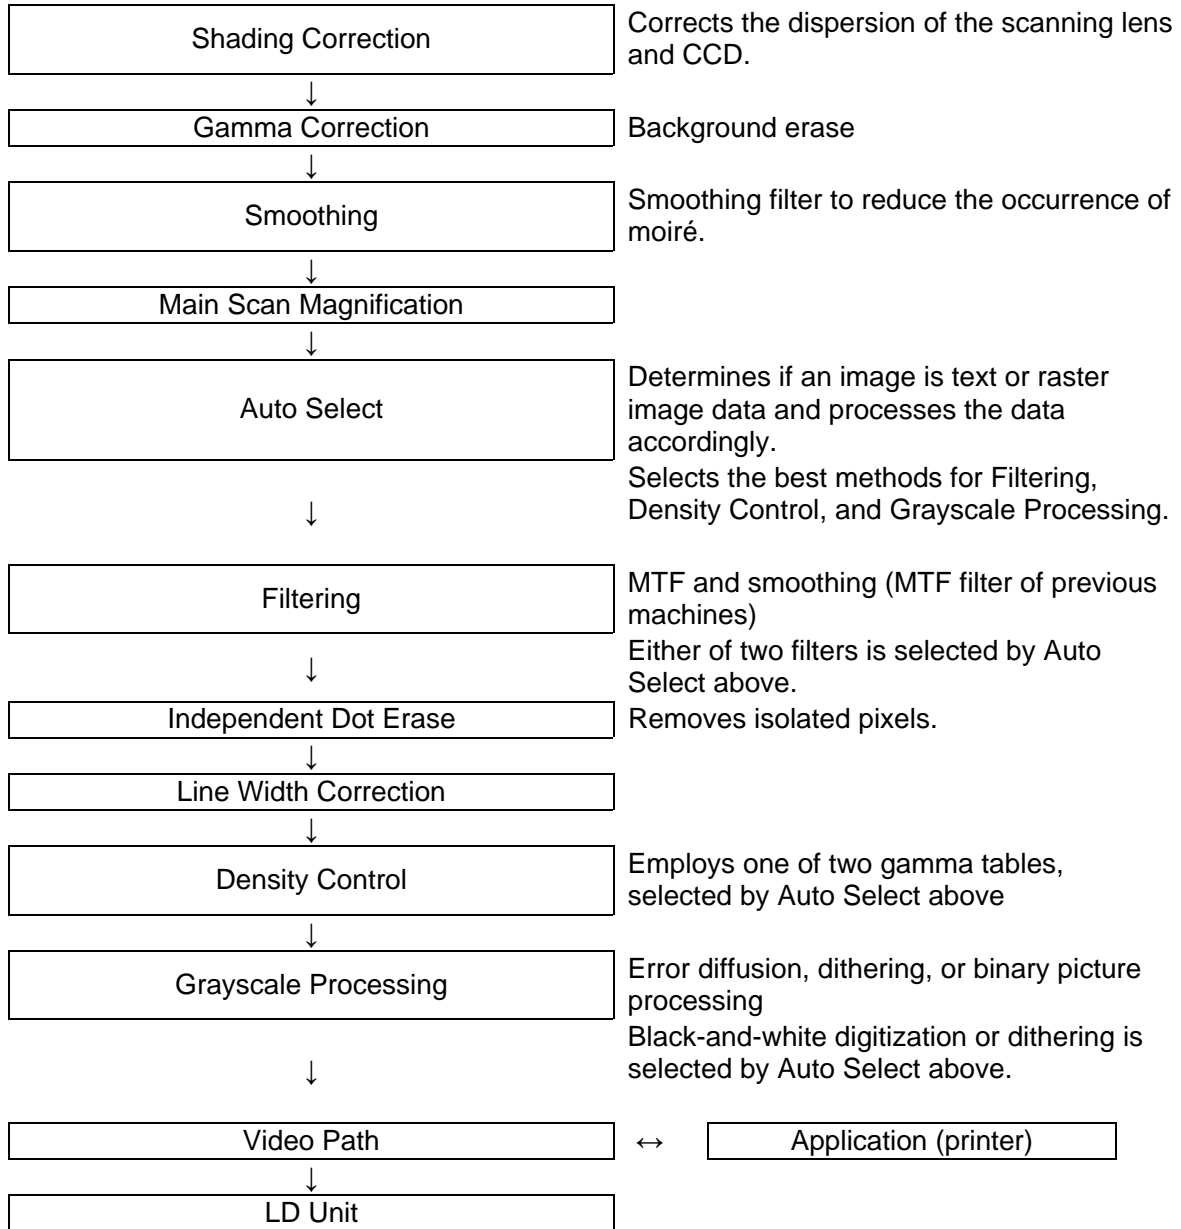 Shading Correction
Corrects the dispersion of the scanning lens
and CCD.
↓
Gamma Correction
Background erase
↓
Smoothing
Smoothing filter to reduce the occurrence of
moiré.
↓
Main Scan Magnification
↓
Auto Select
Determines if an image is text or raster
image data and processes the data
accordingly.
↓
Selects the best methods for Filtering,
Density Control, and Grayscale Processing.
Filtering
MTF and smoothing (MTF filter of previous
machines)
↓
Either of two filters is selected by Auto
Select above.
Independent Dot Erase
Removes isolated pixels.
↓
Line Width Correction
↓
Density Control
Employs one of two gamma tables,
selected by Auto Select above
↓
Grayscale Processing
Error diffusion, dithering, or binary picture
processing
↓
Black-and-white digitization or dithering is
selected by Auto Select above.
Video Path
↔
Application (printer)
↓
LD Unit